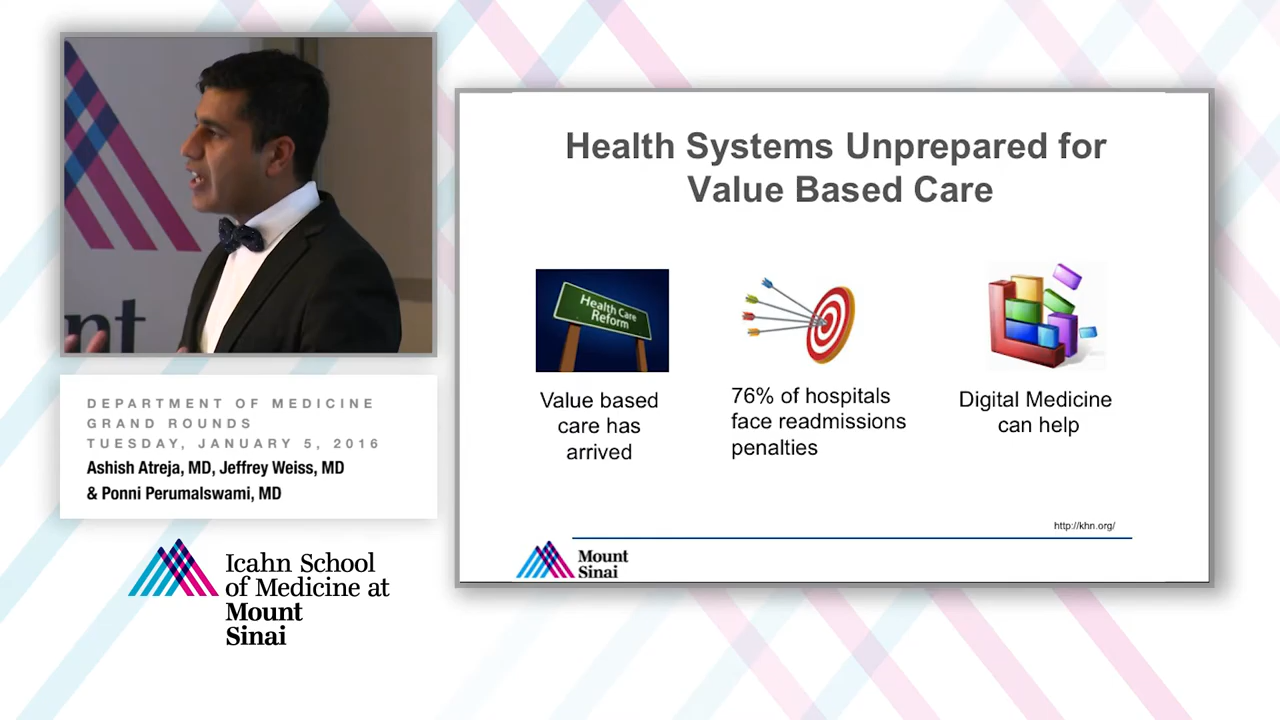 nt
DEPARTMENT OF MEDICINE
GRAND ROUNDS
TUESDAY, JANUARY 5, 2016
Ashish Atreja, MD, Jeffrey Weiss, MD
& Ponni Perumalswami, MD
Icahn School
of Medicine at
Mount
Sinai
Health Systems Unprepared for
Value Based Care
Health Care
Reform
Value based
care has
arrived
76% of hospitals
face readmissions
penalties
Digital Medicine
can help
http://khn.org/
Mount
Sinai